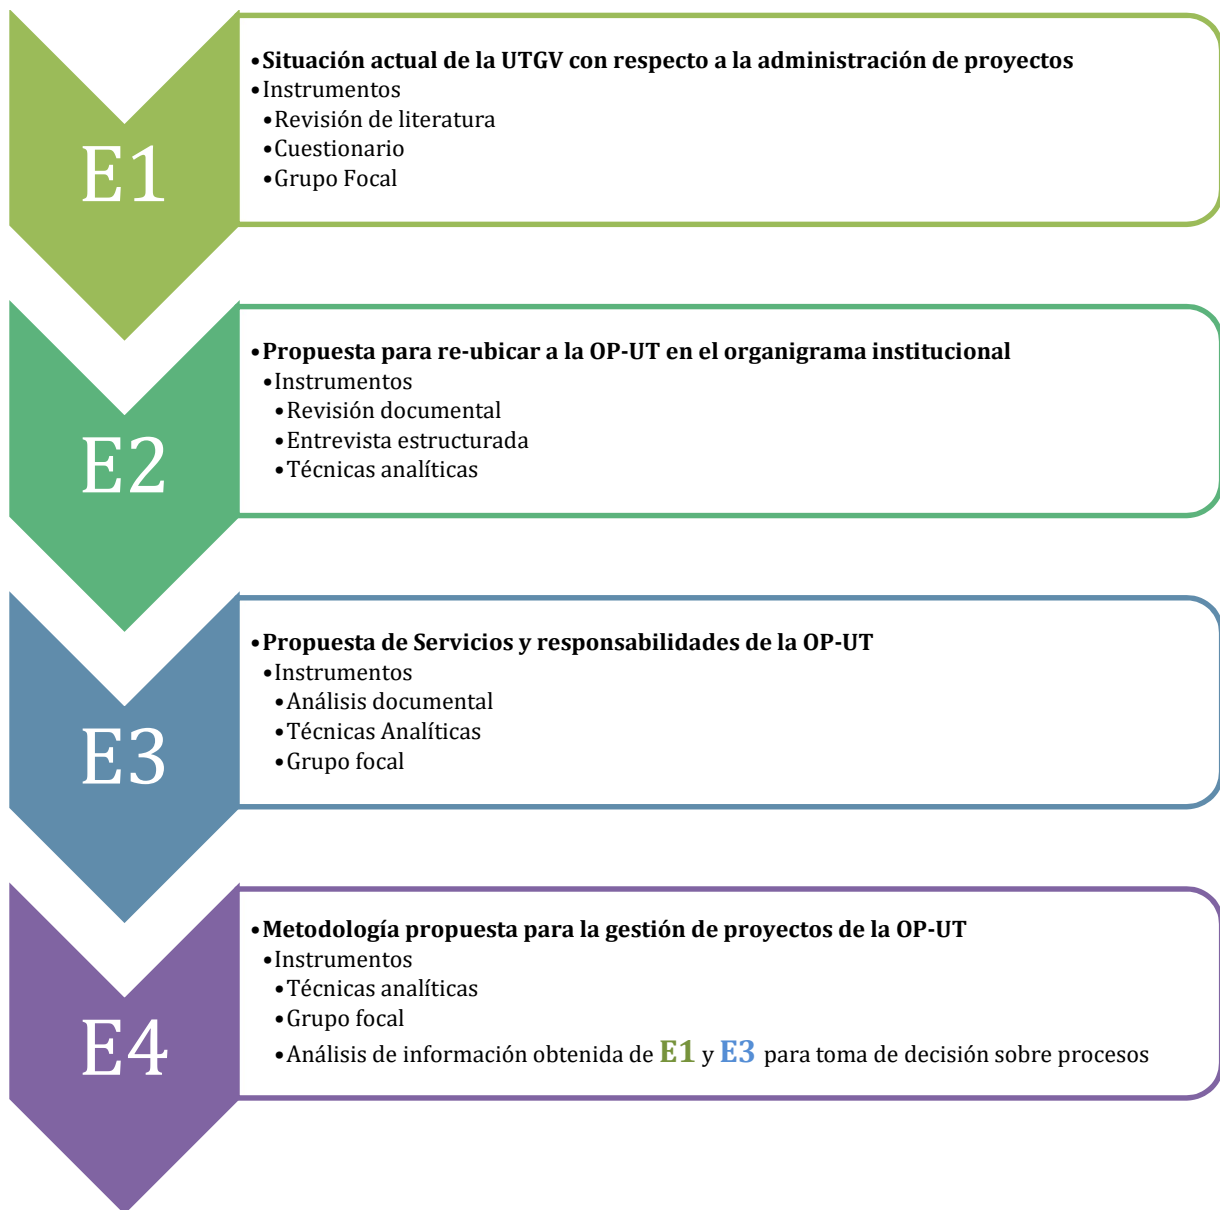 E1
•Situación actual de la UTGV con respecto a la administración de proyectos
•Instrumentos
•Revisión de literatura
•Cuestionario
•Grupo Focal
E2
•Propuesta para re-ubicar a la OP-UT en el organigrama institucional
•Instrumentos
•Revisión documental
•Entrevista estructurada
•Técnicas analíticas
E3
•Propuesta de Servicios y responsabilidades de la OP-UT
•Instrumentos
•Análisis documental
•Técnicas Analíticas
•Grupo focal
E4
•Metodología propuesta para la gestión de proyectos de la OP-UT
•Instrumentos
•Técnicas analíticas
•Grupo focal
•Análisis de información obtenida de E1 y E3 para toma de decisión sobre procesos